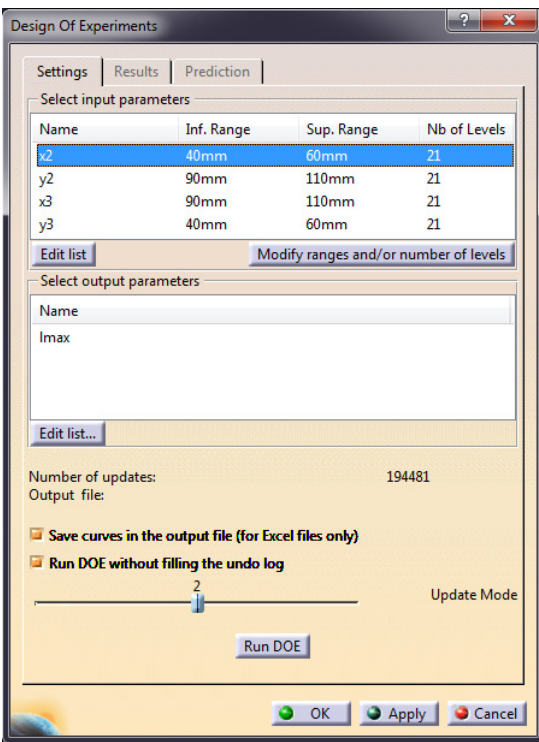 Design Of Experiments
Settings Results Prediction
Select input parameters
Name Inf. Range Sup. Range Nb of Levels
x2 40mm 60mm 21
y2 90mm 110mm 21
x3 90mm 110mm 21
y3 40mm 60mm 21
Edit list Modify ranges and/or number of levels
Select output parameters
Name
lmax
Edit list...
Number of updates: 194481
Output file:
Save curves in the output file (for Excel files only)
Run DOE without filling the undo log
2
Update Mode
Run DOE
OK Apply Cancel